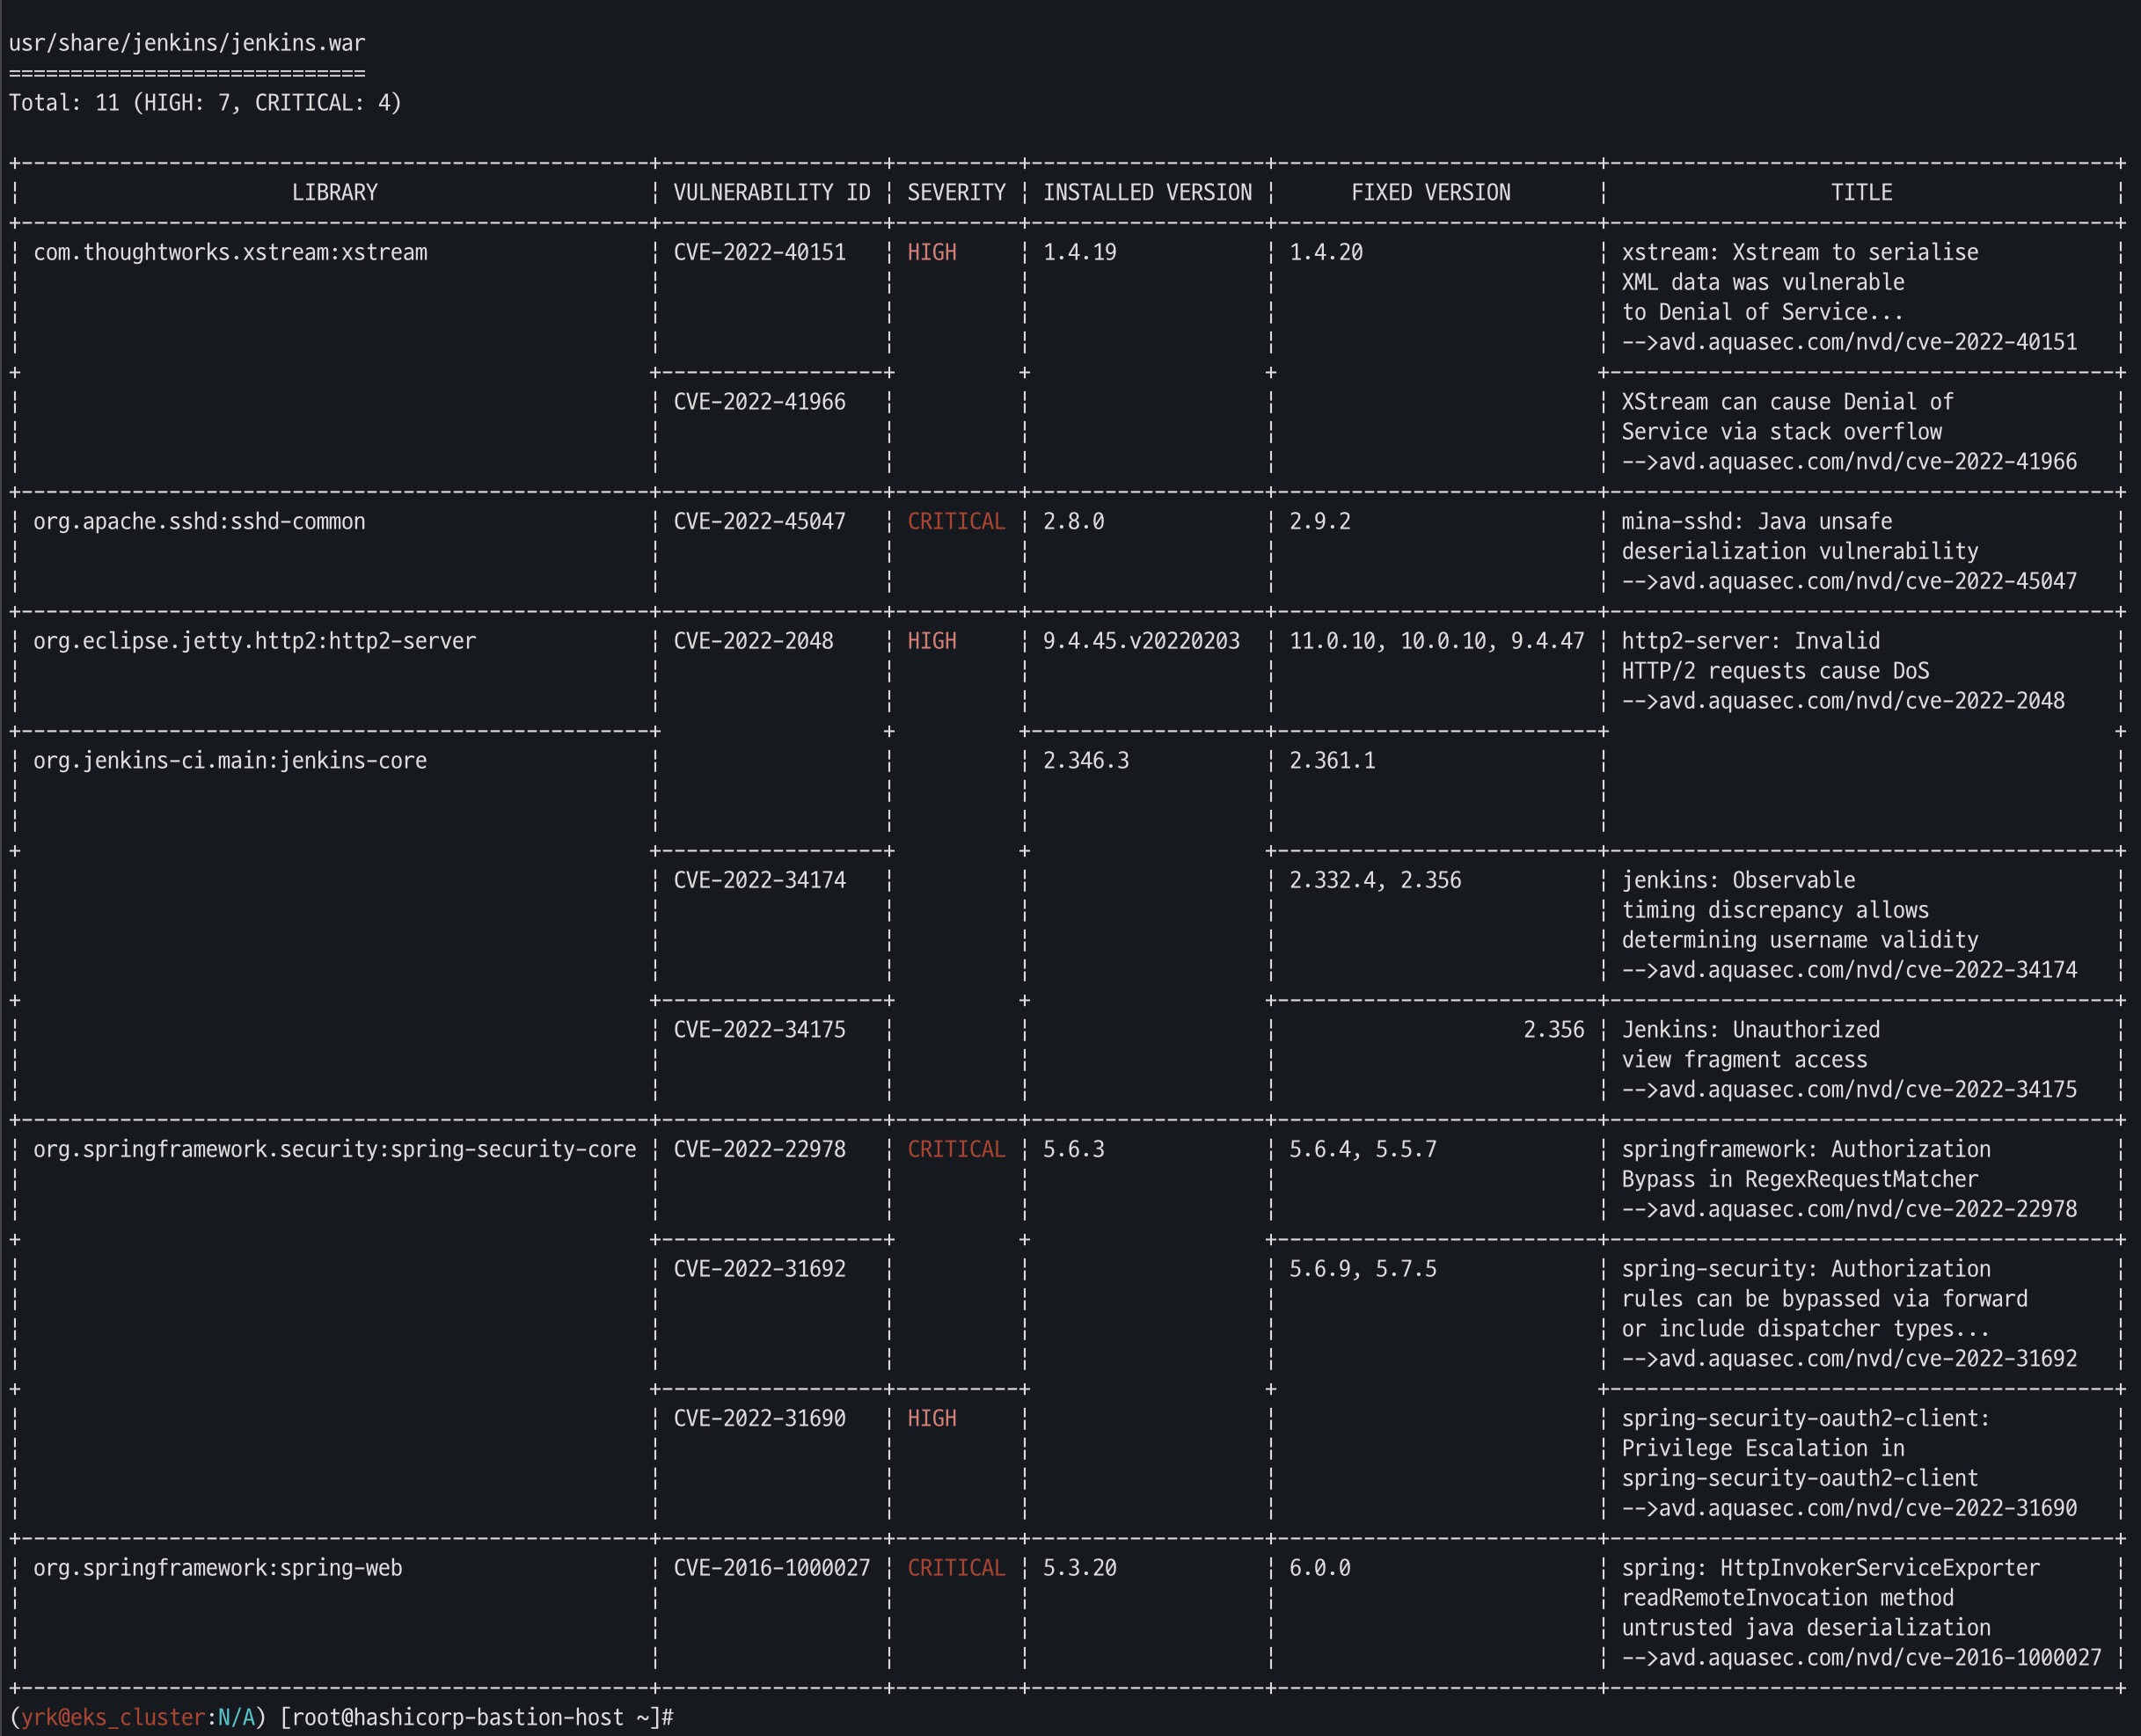 usr/share/jenkins/jenkins.war
=============================
Total: 11 (HIGH: 7, CRITICAL: 4)
LIBRARY | VULNERABILITY ID | SEVERITY | INSTALLED VERSION | FIXED VERSION | TITLE
com.thoughtworks.xstream:xstream | CVE-2022-40151 | HIGH | 1.4.19 | 1.4.20 | xstream: Xstream to serialise
XML data was vulnerable
to Denial of Service...
-->avd.aquasec.com/nvd/cve-2022-40151
CVE-2022-41966 | XStream can cause Denial of
Service via stack overflow
-->avd.aquasec.com/nvd/cve-2022-41966
org.apache.sshd:sshd-common | CVE-2022-45047 | CRITICAL | 2.8.0 | 2.9.2 | mina-sshd: Java unsafe
deserialization vulnerability
-->avd.aquasec.com/nvd/cve-2022-45047
org.eclipse.jetty.http2:http2-server | CVE-2022-2048 | HIGH | 9.4.45.v20220203 | 11.0.10, 10.0.10, 9.4.47 | http2-server: Invalid
HTTP/2 requests cause DoS
-->avd.aquasec.com/nvd/cve-2022-2048
org.jenkins-ci.main:jenkins-core | 2.346.3 | 2.361.1
CVE-2022-34174 | 2.332.4, 2.356 | jenkins: Observable
timing discrepancy allows
determining username validity
-->avd.aquasec.com/nvd/cve-2022-34174
CVE-2022-34175 | 2.356 | Jenkins: Unauthorized
view fragment access
-->avd.aquasec.com/nvd/cve-2022-34175
org.springframework.security:spring-security-core | CVE-2022-22978 | CRITICAL | 5.6.3 | 5.6.4, 5.5.7 | springframework: Authorization
Bypass in RegexRequestMatcher
-->avd.aquasec.com/nvd/cve-2022-22978
CVE-2022-31692 | 5.6.9, 5.7.5 | spring-security: Authorization
rules can be bypassed via forward
or include dispatcher types...
-->avd.aquasec.com/nvd/cve-2022-31692
CVE-2022-31690 | HIGH | spring-security-oauth2-client:
Privilege Escalation in
spring-security-oauth2-client
-->avd.aquasec.com/nvd/cve-2022-31690
org.springframework:spring-web | CVE-2016-1000027 | CRITICAL | 5.3.20 | 6.0.0 | spring: HttpInvokerServiceExporter
readRemoteInvocation method
untrusted java deserialization
-->avd.aquasec.com/nvd/cve-2016-1000027
(yrk@eks_cluster:N/A) [root@hashicorp-bastion-host ~]#